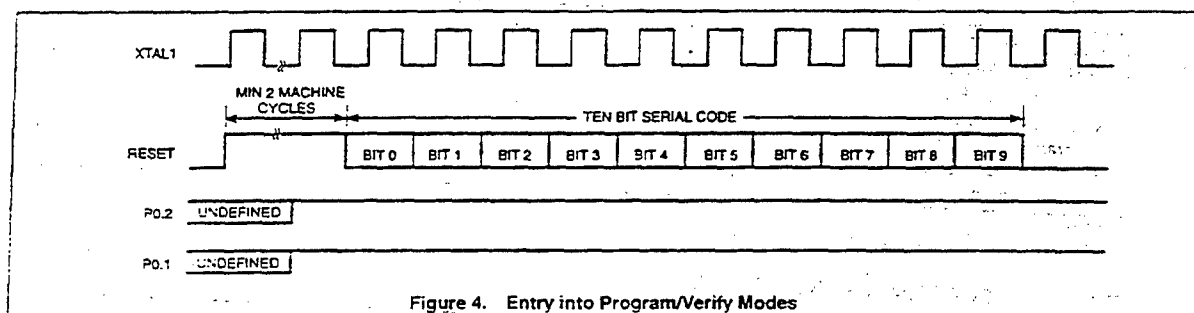 XTAL1
MIN 2 MACHINE
CYCLES
TEN BIT SERIAL CODE
RESET
BIT 0 BIT 1 BIT 2 BIT 3 BIT 4 BIT 5 BIT 6 BIT 7 BIT 8 BIT 9
P0.2 UNDEFINED
P0.1 UNDEFINED
Figure 4. Entry into Program/Verify Modes